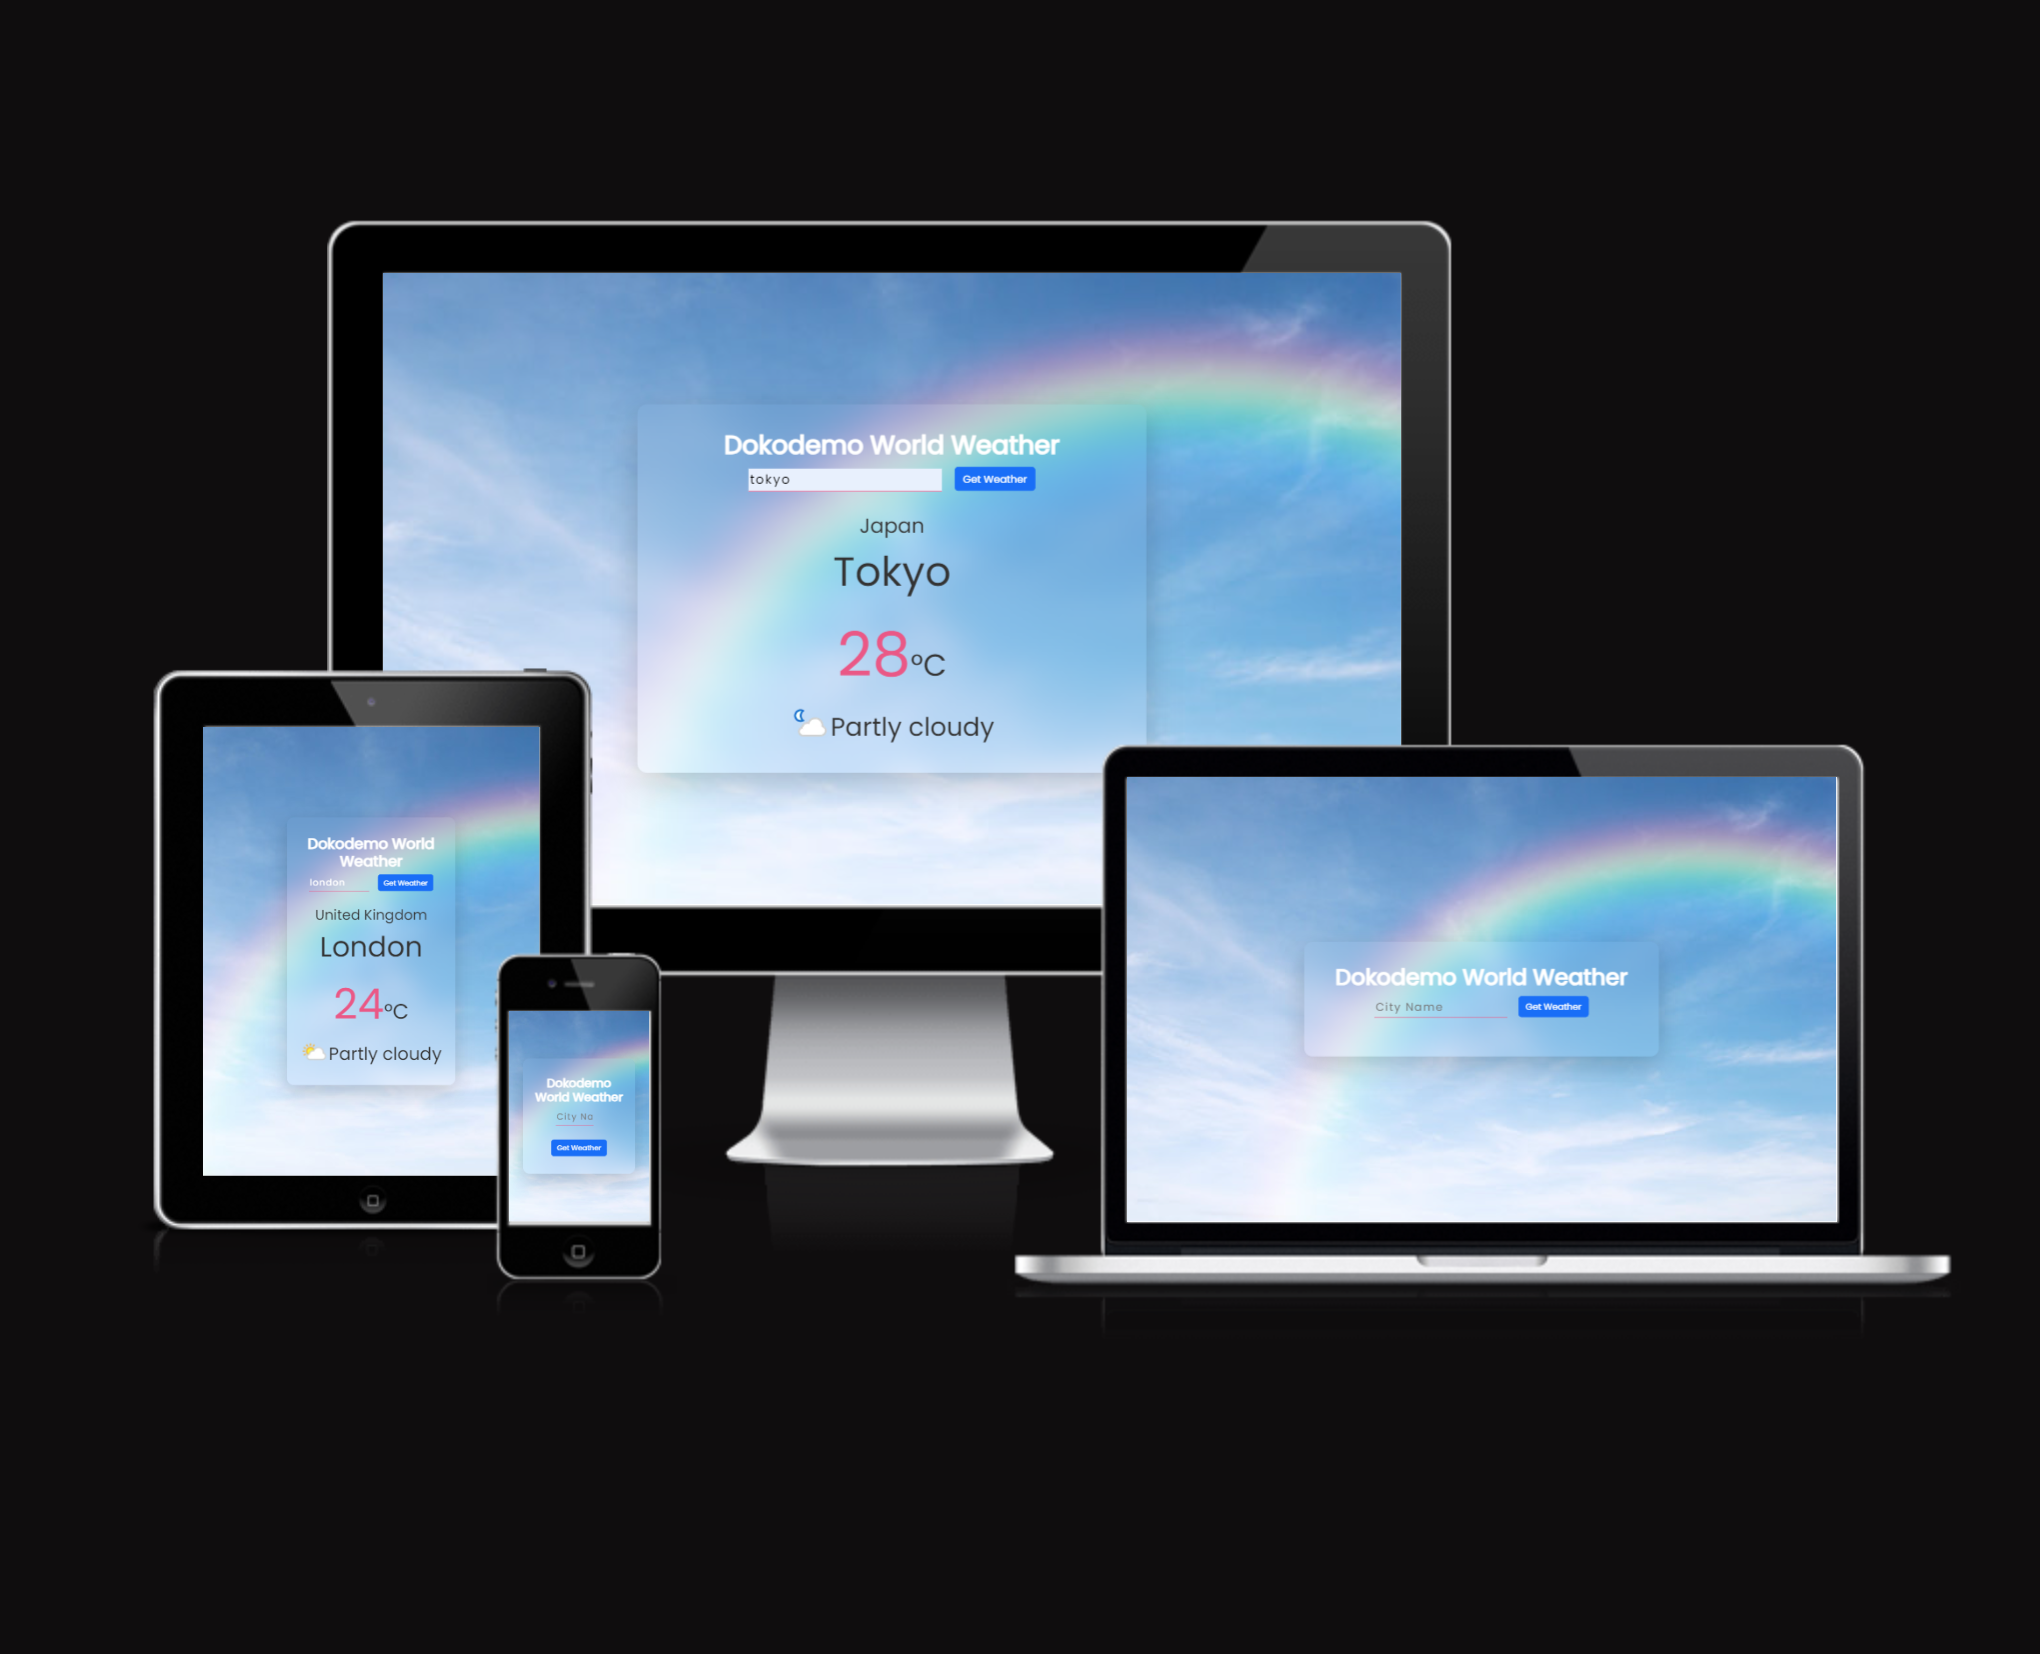 Dokodemo World Weather
tokyo
Get Weather
Japan
Tokyo
28°C
Partly cloudy
Dokodemo World
Weather
london
Get Weather
United Kingdom
London
24°C
Partly cloudy
Dokodemo
World Weather
City Na
Get Weather
Dokodemo World Weather
City Name
Get Weather